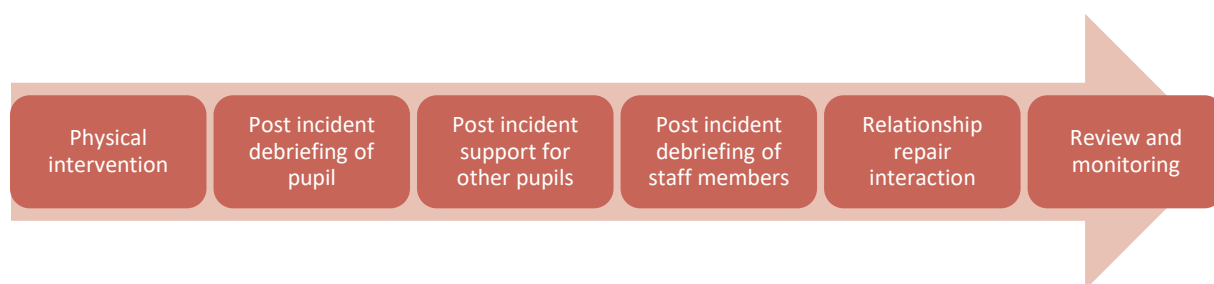 Physical
intervention
Post incident
debriefing of
pupil
Post incident
support for
other pupils
Post incident
debriefing of
staff members
Relationship
repair
interaction
Review and
monitoring